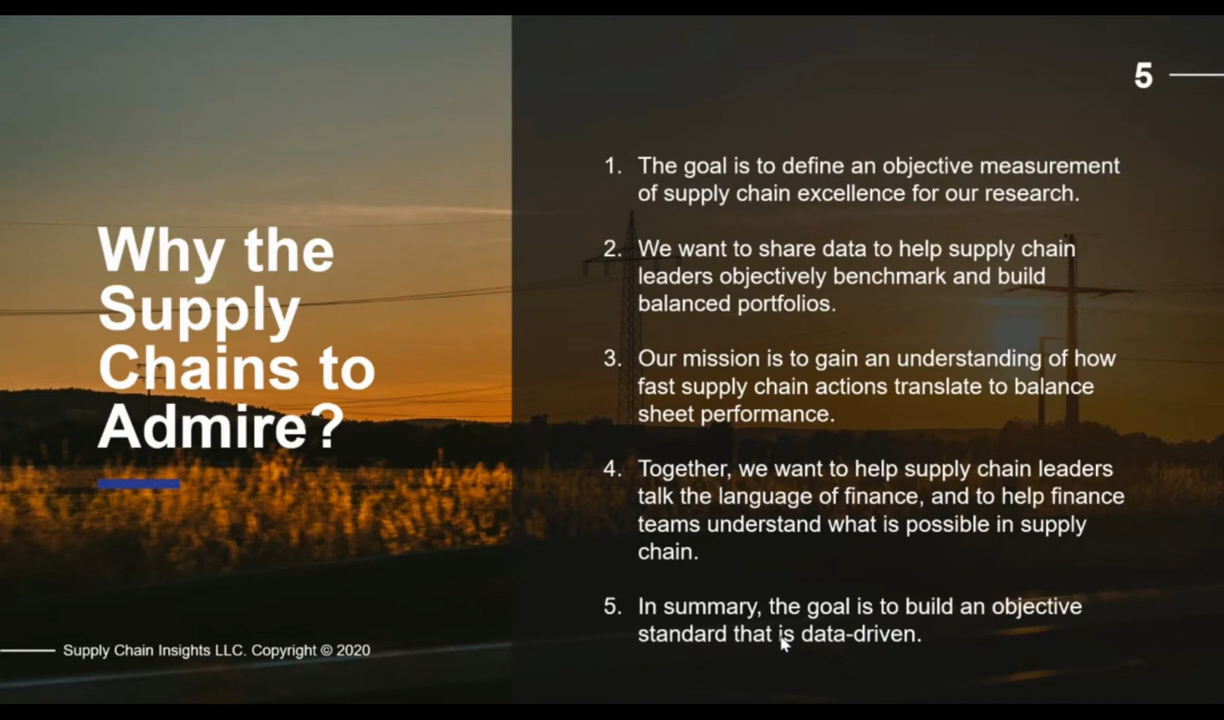 5
Why the
Supply
Chains to
Admire?
1. The goal is to define an objective measurement
of supply chain excellence for our research.
2. We want to share data to help supply chain
leaders objectively benchmark and build
balanced portfolios.
3. Our mission is to gain an understanding of how
fast supply chain actions translate to balance
sheet performance.
4. Together, we want to help supply chain leaders
talk the language of finance, and to help finance
teams understand what is possible in supply
chain.
5. In summary, the goal is to build an objective
standard that is data-driven.
Supply Chain Insights LLC. Copyright © 2020